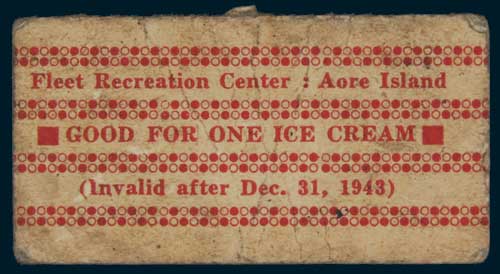 Fleet Recreation Center : Aore Island
GOOD FOR ONE ICE CREAM
(Invalid after Dec. 31, 1943)